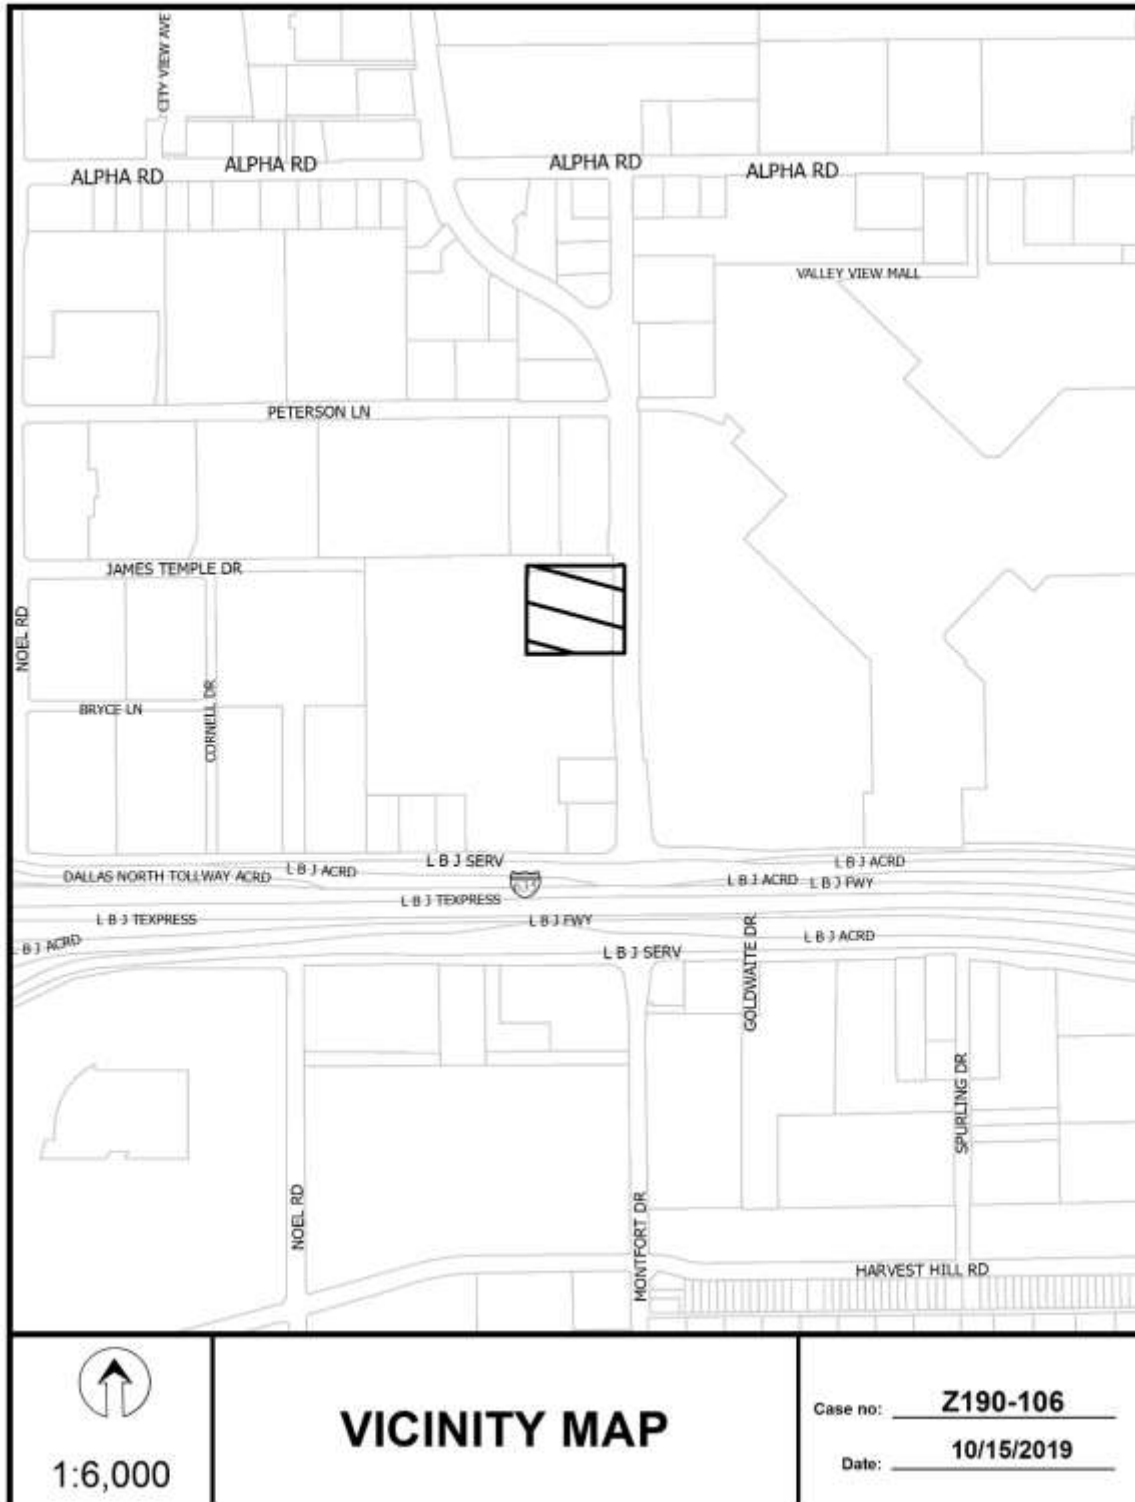 CITY VIEW AVE
ALPHA RD
ALPHA RD
ALPHA RD
ALPHA RD
VALLEY VIEW MALL
PETERSON LN
JAMES TEMPLE DR
NOEL RD
BRYCE LN
CORNELL DR
L B J SERV
L B J ACRD
L B J ACRD
DALLAS NORTH TOLLWAY ACRD
L B J ACRD
L B J FWY
L B J TEXPRESS
L B J TEXPRESS
L B J FWY
L B J ACRD
L B J ACRD
L B J SERV
GOLDWAITE DR
SPURLING DR
NOEL RD
MONTFORT DR
HARVEST HILL RD
1:6,000
VICINITY MAP
Case no: Z190-106
Date: 10/15/2019